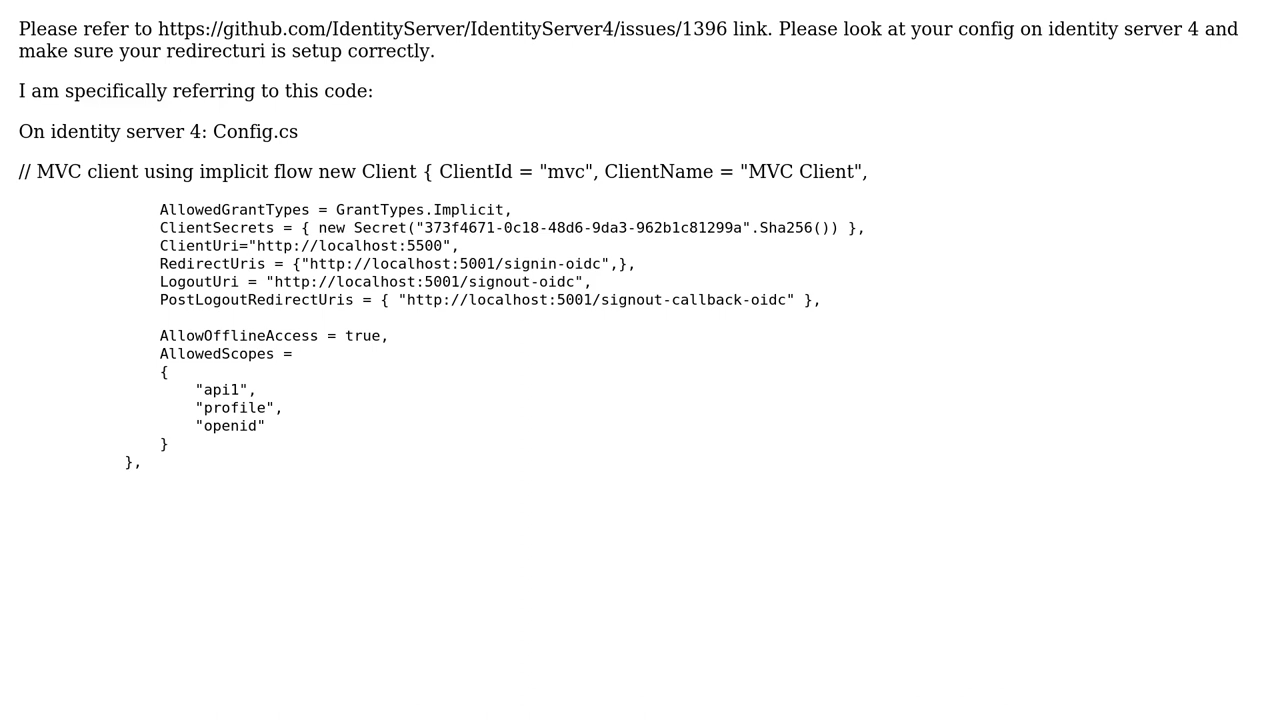 Please refer to https://github.com/IdentityServer/IdentityServer4/issues/1396 link. Please look at your config on identity server 4 and
make sure your redirecturi is setup correctly.
I am specifically referring to this code:
On identity server 4: Config.cs
// MVC client using implicit flow new Client { ClientId = "mvc", ClientName = "MVC Client",
AllowedGrantTypes = GrantTypes.Implicit,
ClientSecrets = { new Secret("373f4671-0c18-48d6-9da3-962b1c81299a".Sha256()) },
ClientUri="http://localhost:5500",
RedirectUris = {"http://localhost:5001/signin-oidc",},
LogoutUri = "http://localhost:5001/signout-oidc",
PostLogoutRedirectUris = { "http://localhost:5001/signout-callback-oidc" },
AllowOfflineAccess = true,
AllowedScopes =
{
"api1",
"profile",
"openid"
}
},